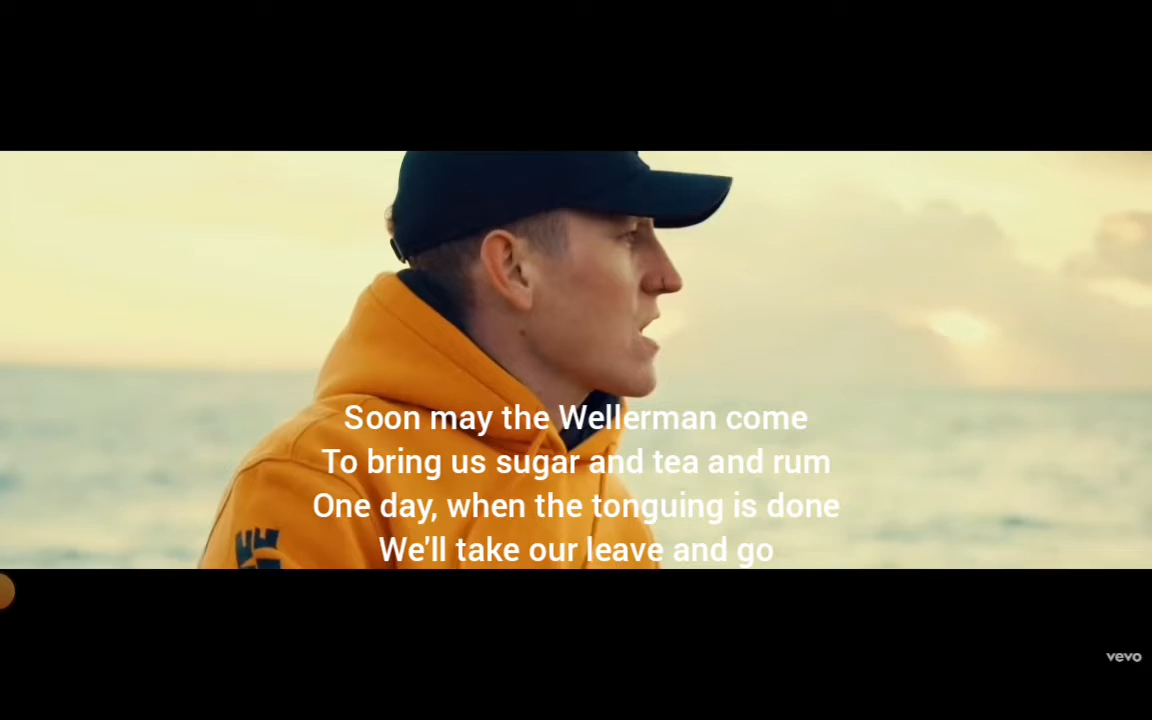 Soon may the Wellerman come
To bring us sugar and tea and rum
One day, when the tonguing is done
We'll take our leave and go
vevo